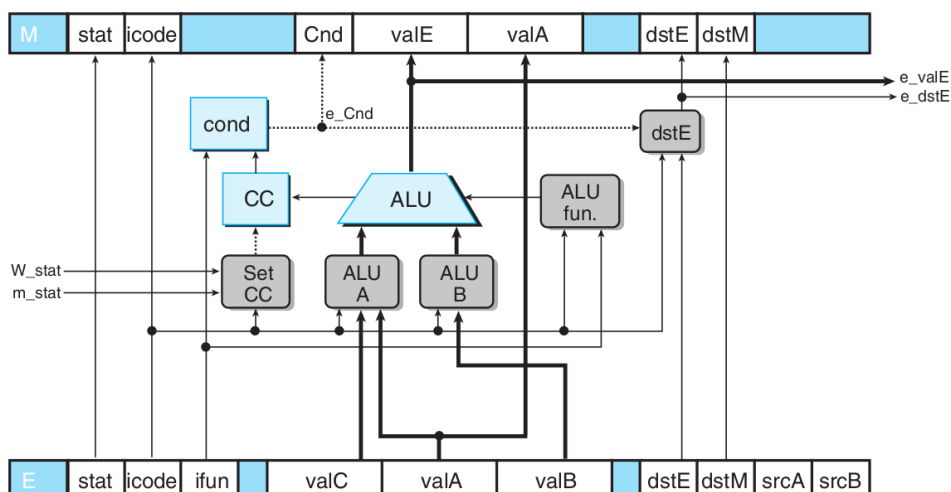 M stat icode Cnd valE valA dstE dstM
e_valE
e_dstE
e_Cnd
cond
dstE
CC
ALU
ALU
fun.
W_stat
m_stat
Set
CC
ALU
A
ALU
B
E stat icode ifun valC valA valB dstE dstM srcA srcB